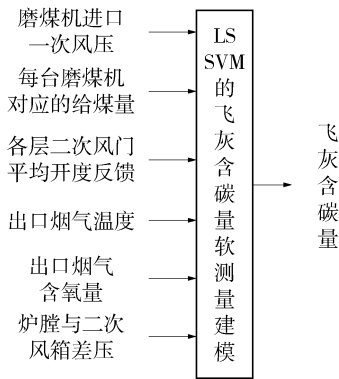 磨煤机进口
一次风压
每台磨煤机
对应的给煤量
各层二次风门
平均开度反馈
出口烟气温度
出口烟气
含氧量
炉膛与二次
风箱差压
LS
SVM
的
飞
灰
含
碳
量
软
测
量
建
模
飞
灰
含
碳
量